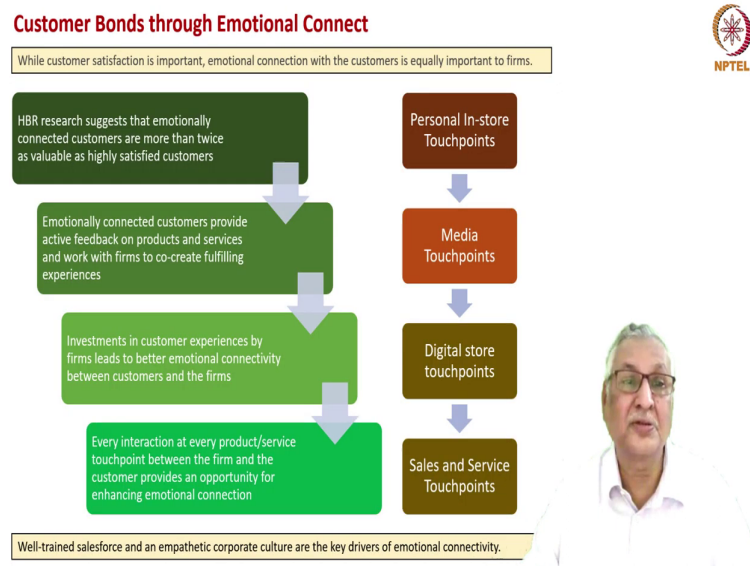 Customer Bonds through Emotional Connect
While customer satisfaction is important, emotional connection with the customers is equally important to firms.
NPTEL
HBR research suggests that emotionally
connected customers are more than twice
as valuable as highly satisfied customers
Emotionally connected customers provide
active feedback on products and services
and work with firms to co-create fulfilling
experiences
Investments in customer experiences by
firms leads to better emotional connectivity
between customers and the firms
Every interaction at every product/service
touchpoint between the firm and the
customer provides an opportunity for
enhancing emotional connection
Personal In-store
Touchpoints
Media
Touchpoints
Digital store
touchpoints
Sales and Service
Touchpoints
Well-trained salesforce and an empathetic corporate culture are the key drivers of emotional connectivity.